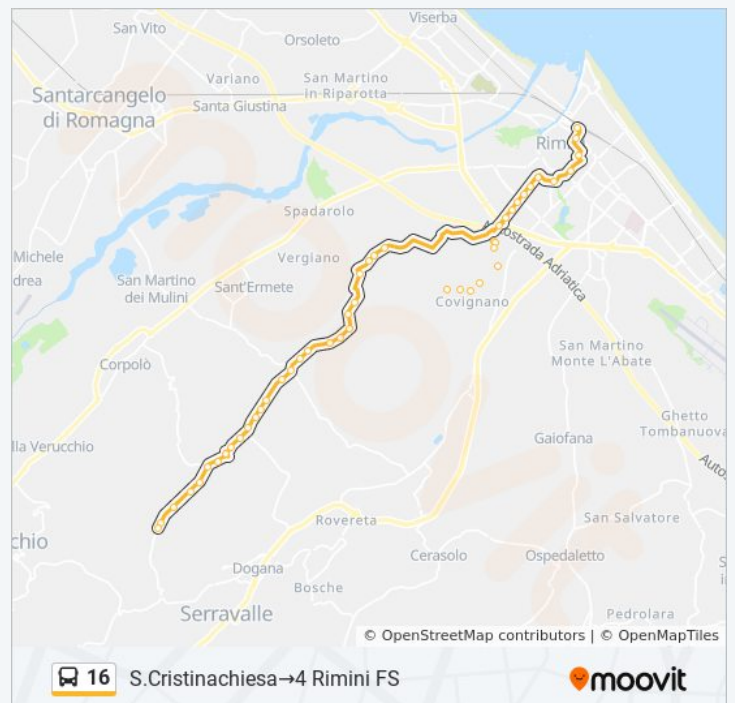 Viserba
San Vito
Orsoleto
Variano
San Martino
in Riparotta
Santarcangelo
di Romagna
Santa Giustina
Rim
Spadarolo
Autostrada Adriatica
Michele
drea
Vergiano
San Martino
dei Mulini
Sant'Ermete
Covignano
San Martino
Monte L'Abate
Corpolò
Ghetto
Tombanuova
lla Verucchio
Gaiofana
Auto
Rovereta
San Salvatore
chio
Cerasolo
Ospedaletto
Dogana
Bosche
Serravalle
Pedrolara
© OpenStreetMap contributors | © OpenMapTiles
16 S.Cristinachiesa→4 Rimini FS
moovit